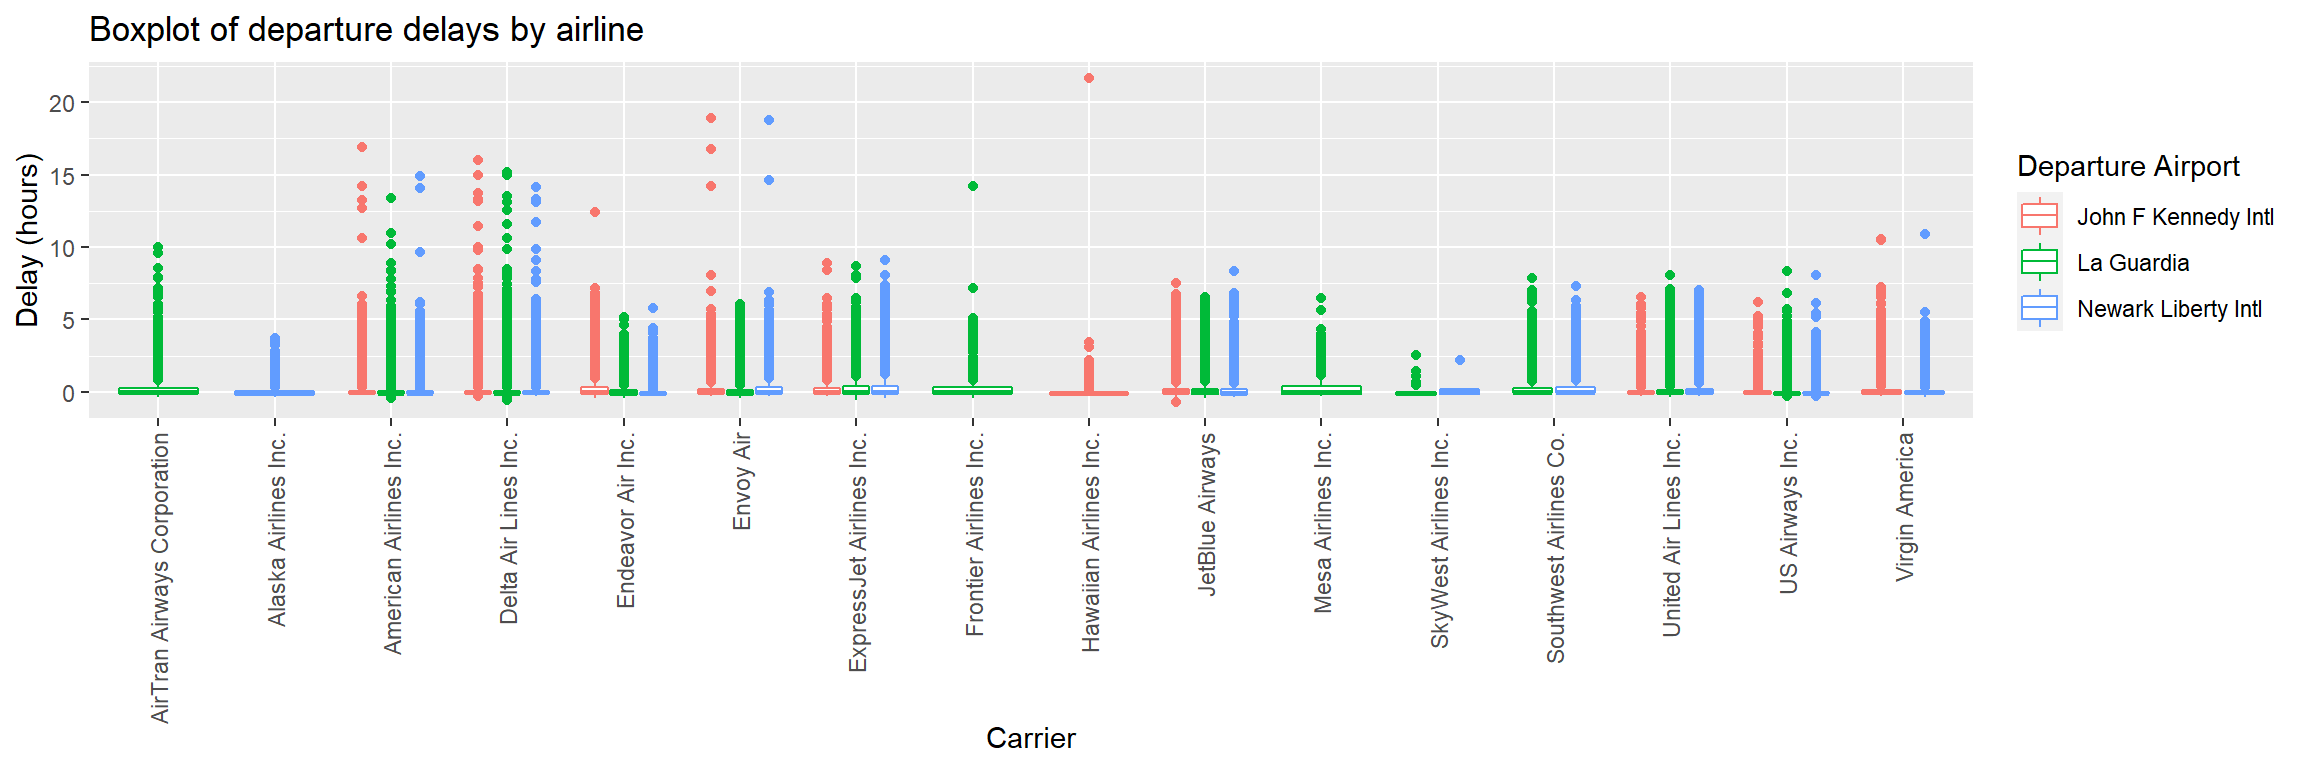 Boxplot of departure delays by airline
Delay (hours)
20
15
10
5
0
AirTran Airways Corporation
Alaska Airlines Inc.
American Airlines Inc.
Delta Air Lines Inc.
Endeavor Air Inc.
Envoy Air
ExpressJet Airlines Inc.
Frontier Airlines Inc.
Hawaiian Airlines Inc.
JetBlue Airways
Mesa Airlines Inc.
SkyWest Airlines Inc.
Southwest Airlines Co.
United Air Lines Inc.
US Airways Inc.
Virgin America
Carrier
Departure Airport
John F Kennedy Intl
La Guardia
Newark Liberty Intl